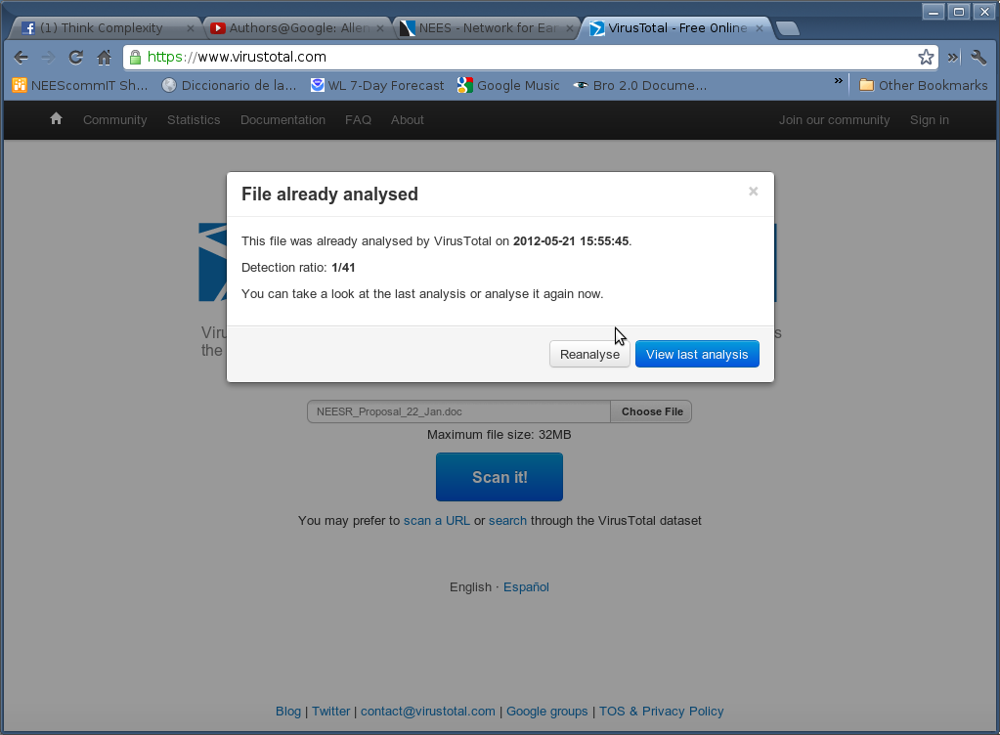 (1) Think Complexity
Authors@Google: Aller
NEES - Network for Ear
VirusTotal - Free Online
https://www.virustotal.com
NEEScommIT Sh... Diccionario de la... WL 7-Day Forecast Google Music Bro 2.0 Docume... » Other Bookmarks
Community Statistics Documentation FAQ About Join our community Sign in
File already analysed ×
This file was already analysed by VirusTotal on 2012-05-21 15:55:45.
Detection ratio: 1/41
You can take a look at the last analysis or analyse it again now.
Reanalyse View last analysis
NEESR_Proposal_22_Jan.doc Choose File
Maximum file size: 32MB
Scan it!
You may prefer to scan a URL or search through the VirusTotal dataset
English · Español
Blog | Twitter | contact@virustotal.com | Google groups | TOS & Privacy Policy